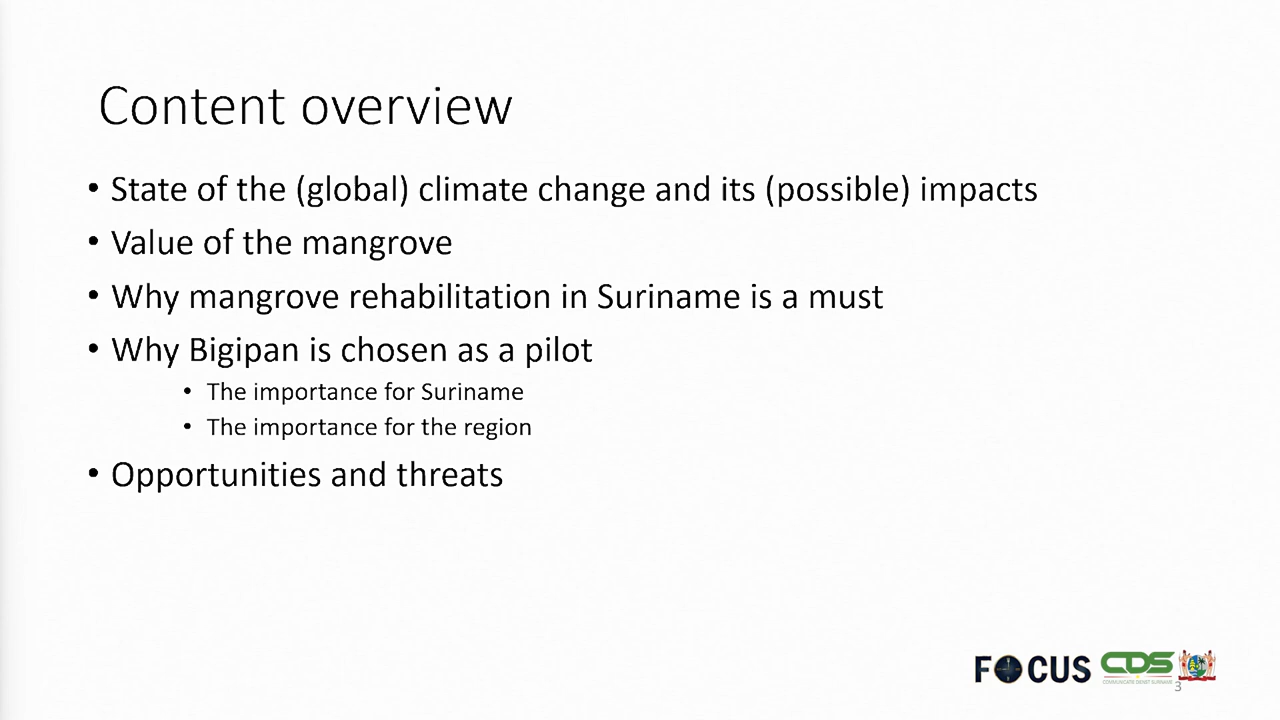 Content overview
• State of the (global) climate change and its (possible) impacts
• Value of the mangrove
• Why mangrove rehabilitation in Suriname is a must
• Why Bigipan is chosen as a pilot
• The importance for Suriname
• The importance for the region
• Opportunities and threats
FOCUS CDS
COMMUNICATIE DIENST SURINAME
3